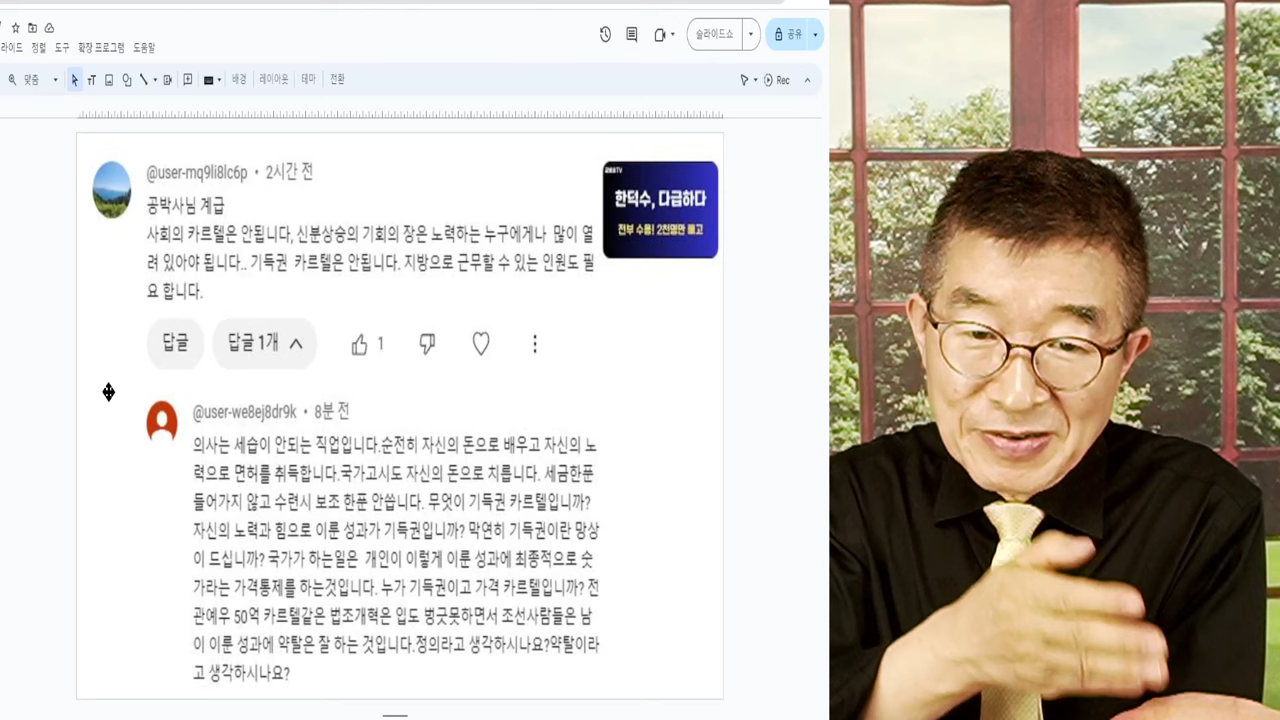 라이드 정렬 도구 확장 프로그램 도움말
슬라이드쇼
공유
맞춤
배경 레이아웃 테마 전환
Rec
@user-mq9li8lc6p · 2시간 전
공박사님 계급
사회의 카르텔은 안됩니다, 신분상승의 기회의 장은 노력하는 누구에게나 많이 열
려 있어야 됩니다.. 기득권 카르텔은 안됩니다. 지방으로 근무할 수 있는 인원도 필
요 합니다.
한덕수, 다급하다
전부 수용! 2천명만 빼고
답글
답글 1개
1
@user-we8ej8dr9k · 8분 전
의사는 세습이 안되는 직업입니다.순전히 자신의 돈으로 배우고 자신의 노
력으로 면허를 취득합니다.국가고시도 자신의 돈으로 치릅니다. 세금한푼
들어가지 않고 수련시 보조 한푼 안씁니다. 무엇이 기득권 카르텔입니까?
자신의 노력과 힘으로 이룬 성과가 기득권입니까? 막연히 기득권이란 망상
이 드십니까? 국가가 하는일은 개인이 이렇게 이룬 성과에 최종적으로 숫
가라는 가격통제를 하는것입니다. 누가 기득권이고 가격 카르텔입니까? 전
관예우 50억 카르텔같은 법조개혁은 입도 벙긋못하면서 조선사람들은 남
이 이룬 성과에 약탈은 잘 하는 것입니다.정의라고 생각하시나요?약탈이라
고 생각하시나요?